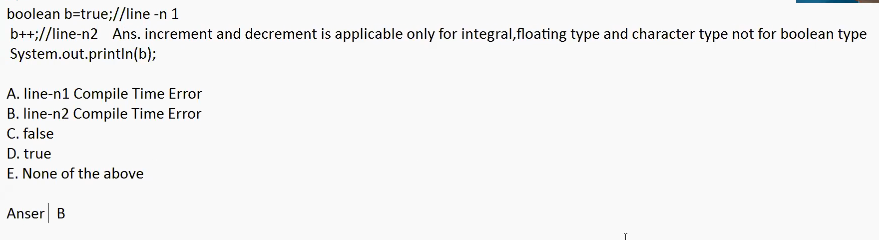 boolean b=true;//line -n 1
b++;//line-n2 Ans. increment and decrement is applicable only for integral,floating type and character type not for boolean type
System.out.println(b);
A. line-n1 Compile Time Error
B. line-n2 Compile Time Error
C. false
D. true
E. None of the above
Anser B